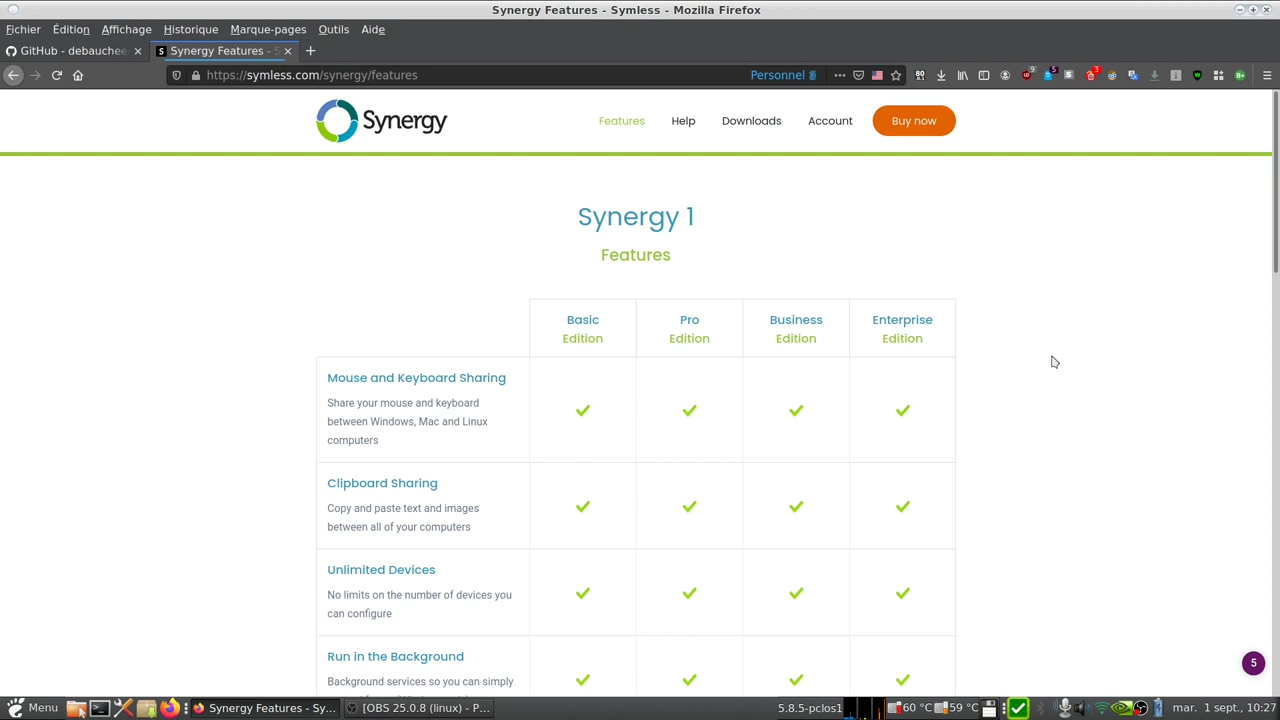 Synergy Features - Symless - Mozilla Firefox
Fichier Édition Affichage Historique Marque-pages Outils Aide
GitHub - debauchee, Synergy Features - S
https://symless.com/synergy/features Personnel 80 9 5 3
Synergy Features Help Downloads Account Buy now
Synergy 1
Features
Basic Pro Business Enterprise
Edition Edition Edition Edition
Mouse and Keyboard Sharing
Share your mouse and keyboard
between Windows, Mac and Linux
computers
Clipboard Sharing
Copy and paste text and images
between all of your computers
Unlimited Devices
No limits on the number of devices you
can configure
Run in the Background
Background services so you can simply
5
Menu Synergy Features - Sy... [OBS 25.0.8 (linux) - P... 5.8.5-pclos1 60 °C 59 °C mar. 1 sept., 10:27